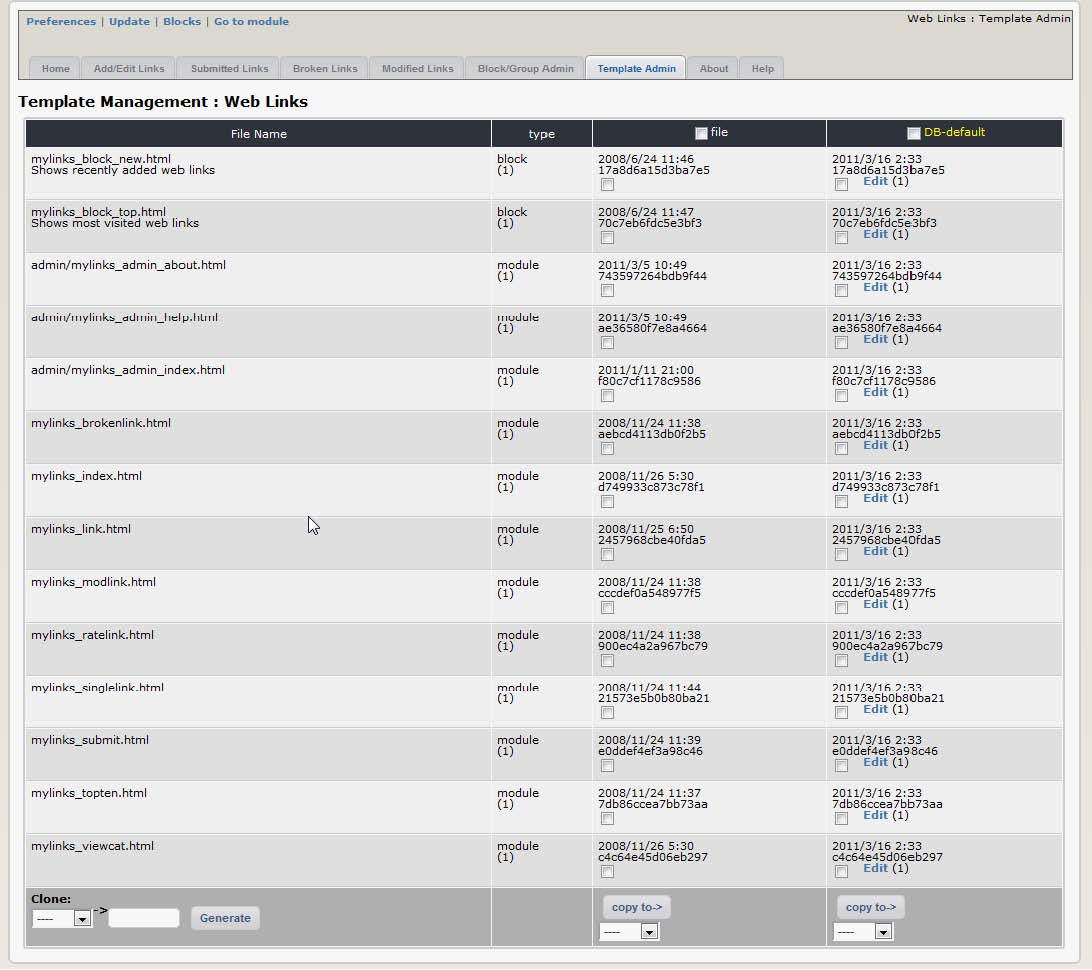 Preferences | Update | Blocks | Go to module
Web Links : Template Admin
Home Add/Edit Links Submitted Links Broken Links Modified Links Block/Group Admin Template Admin About Help
Template Management : Web Links
File Name type file DB-default
mylinks_block_new.html block 2008/6/24 11:46 2011/3/16 2:33
Shows recently added web links (1) 17a8d6a15d3ba7e5 17a8d6a15d3ba7e5
Edit (1)
mylinks_block_top.html block 2008/6/24 11:47 2011/3/16 2:33
Shows most visited web links (1) 70c7eb6fdc5e3bf3 70c7eb6fdc5e3bf3
Edit (1)
admin/mylinks_admin_about.html module 2011/3/5 10:49 2011/3/16 2:33
(1) 743597264bdb9f44 743597264bdb9f44
Edit (1)
admin/mylinks_admin_help.html module 2011/3/5 10:49 2011/3/16 2:33
(1) ae36580f7e8a4664 ae36580f7e8a4664
Edit (1)
admin/mylinks_admin_index.html module 2011/1/11 21:00 2011/3/16 2:33
(1) f80c7cf1178c9586 f80c7cf1178c9586
Edit (1)
mylinks_brokenlink.html module 2008/11/24 11:38 2011/3/16 2:33
(1) aebcd4113db0f2b5 aebcd4113db0f2b5
Edit (1)
mylinks_index.html module 2008/11/26 5:30 2011/3/16 2:33
(1) d749933c873c78f1 d749933c873c78f1
Edit (1)
mylinks_link.html module 2008/11/25 6:50 2011/3/16 2:33
(1) 2457968cbe40fda5 2457968cbe40fda5
Edit (1)
mylinks_modlink.html module 2008/11/24 11:38 2011/3/16 2:33
(1) cccdef0a548977f5 cccdef0a548977f5
Edit (1)
mylinks_ratelink.html module 2008/11/24 11:38 2011/3/16 2:33
(1) 900ec4a2a967bc79 900ec4a2a967bc79
Edit (1)
mylinks_singlelink.html module 2008/11/24 11:44 2011/3/16 2:33
(1) 21573e5b0b80ba21 21573e5b0b80ba21
Edit (1)
mylinks_submit.html module 2008/11/24 11:39 2011/3/16 2:33
(1) e0ddef4ef3a98c46 e0ddef4ef3a98c46
Edit (1)
mylinks_topten.html module 2008/11/24 11:37 2011/3/16 2:33
(1) 7db86ccea7bb73aa 7db86ccea7bb73aa
Edit (1)
mylinks_viewcat.html module 2008/11/26 5:30 2011/3/16 2:33
(1) c4c64e45d06eb297 c4c64e45d06eb297
Edit (1)
Clone:
---- -> Generate copy to-> copy to->
---- ----